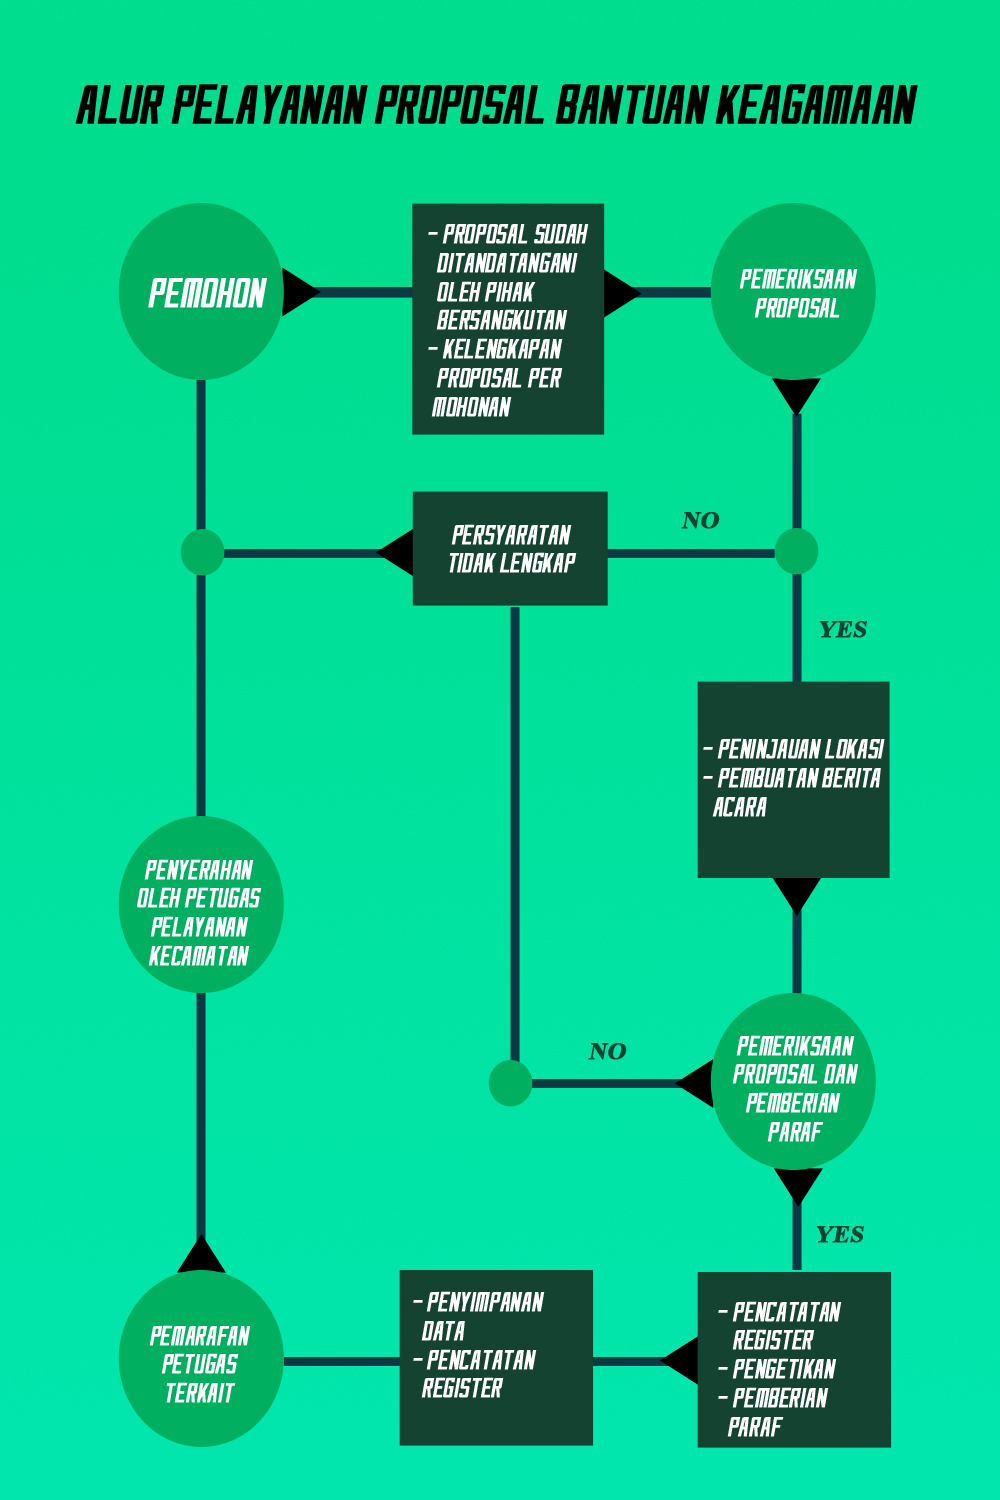 ALUR PELAYANAN PROPOSAL BANTUAN KEAGAMAAN
PEMOHON
- PROPOSAL SUDAH
DITANDATANGANI
OLEH PIHAK
BERSANGKUTAN
- KELENGKAPAN
PROPOSAL PER
MOHONAN
PEMERIKSAAN
PROPOSAL
PERSYARATAN
TIDAK LENGKAP
NO
YES
- PENINJAUAN LOKASI
- PEMBUATAN BERITA
ACARA
PENYERAHAN
OLEH PETUGAS
PELAYANAN
KECAMATAN
NO
PEMERIKSAAN
PROPOSAL DAN
PEMBERIAN
PARAF
YES
PEMARAFAN
PETUGAS
TERKAIT
- PENYIMPANAN
DATA
- PENCATATAN
REGISTER
- PENCATATAN
REGISTER
- PENGETIKAN
- PEMBERIAN
PARAF